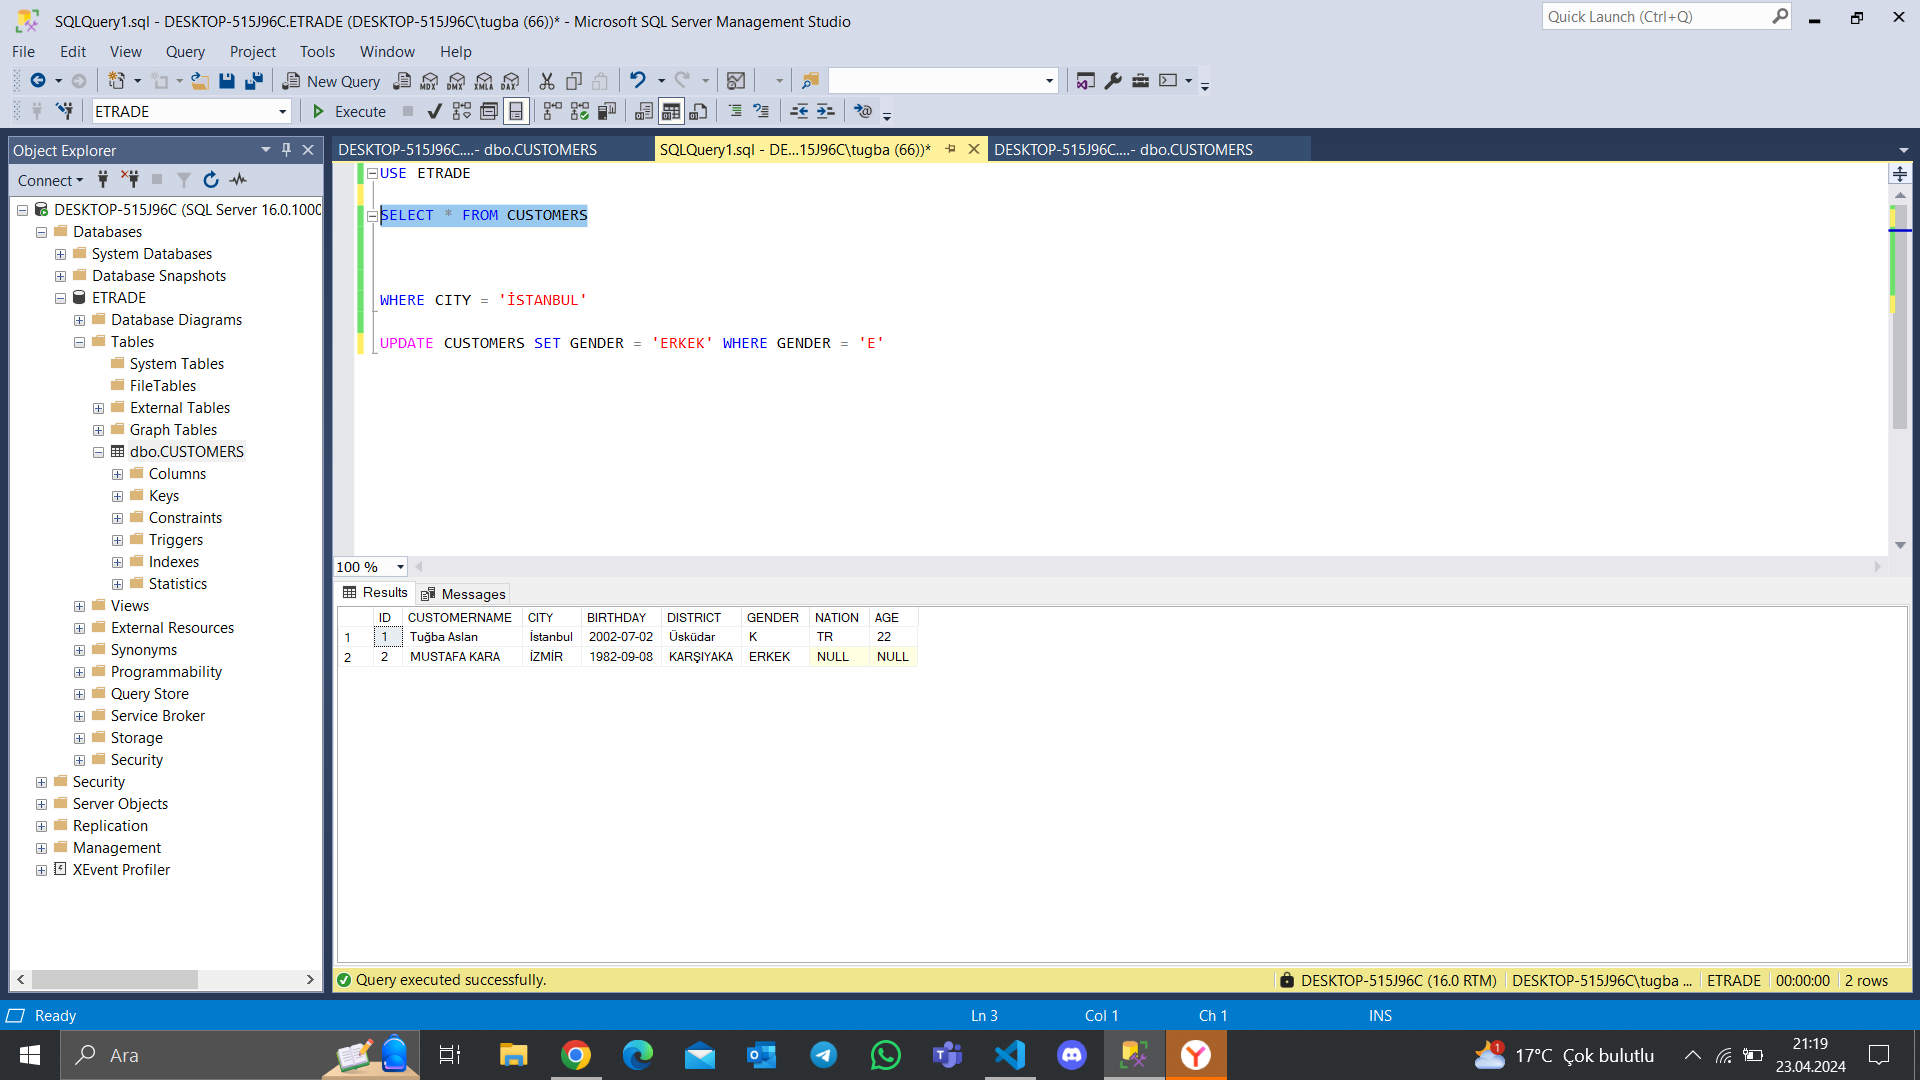 SQLQuery1.sql - DESKTOP-515J96C.ETRADE (DESKTOP-515J96C\tugba (66))* - Microsoft SQL Server Management Studio
Quick Launch (Ctrl+Q)
File Edit View Query Project Tools Window Help
New Query MDX DMX XMLA DAX
ETRADE Execute
Object Explorer
Connect
DESKTOP-515J96C (SQL Server 16.0.1000
Databases
System Databases
Database Snapshots
ETRADE
Database Diagrams
Tables
System Tables
FileTables
External Tables
Graph Tables
dbo.CUSTOMERS
Columns
Keys
Constraints
Triggers
Indexes
Statistics
Views
External Resources
Synonyms
Programmability
Query Store
Service Broker
Storage
Security
Security
Server Objects
Replication
Management
XEvent Profiler
DESKTOP-515J96C....- dbo.CUSTOMERS
SQLQuery1.sql - DE...15J96C\tugba (66))*
DESKTOP-515J96C....- dbo.CUSTOMERS
USE ETRADE
SELECT * FROM CUSTOMERS
WHERE CITY = 'İSTANBUL'
UPDATE CUSTOMERS SET GENDER = 'ERKEK' WHERE GENDER = 'E'
100 %
Results Messages
ID CUSTOMERNAME CITY BIRTHDAY DISTRICT GENDER NATION AGE
1 1 Tuğba Aslan İstanbul 2002-07-02 Üsküdar K TR 22
2 2 MUSTAFA KARA İZMİR 1982-09-08 KARŞIYAKA ERKEK NULL NULL
Query executed successfully.
DESKTOP-515J96C (16.0 RTM) DESKTOP-515J96C\tugba ... ETRADE 00:00:00 2 rows
Ready Ln 3 Col 1 Ch 1 INS
Ara
1 17°C Çok bulutlu
21:19
23.04.2024